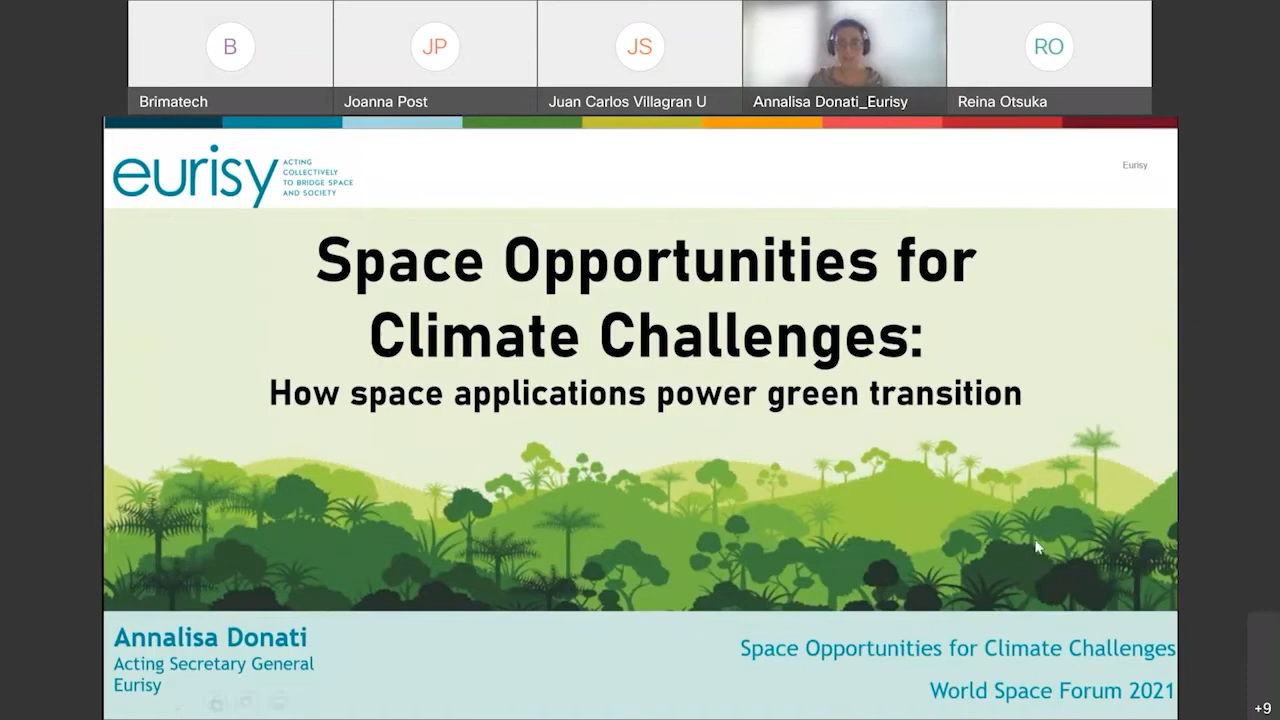 B
JP
JS
RO
Brimatech
Joanna Post
Juan Carlos Villagran U
Annalisa Donati_Eurisy
Reina Otsuka
eurisy
ACTING
COLLECTIVELY
TO BRIDGE SPACE
AND SOCIETY
Eurisy
Space Opportunities for
Climate Challenges:
How space applications power green transition
Annalisa Donati
Acting Secretary General
Eurisy
Space Opportunities for Climate Challenges
World Space Forum 2021
+9